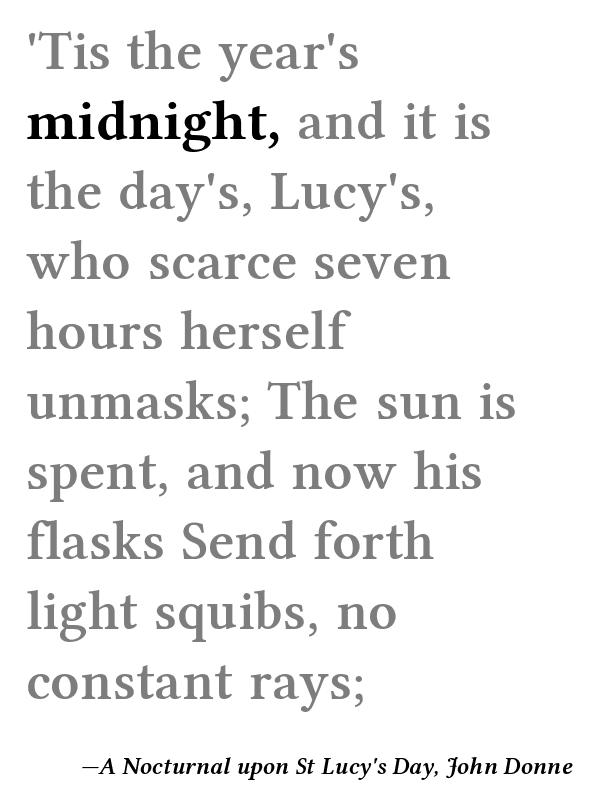 'Tis the year's
midnight, and it is
the day's, Lucy's,
who scarce seven
hours herself
unmasks; The sun is
spent, and now his
flasks Send forth
light squibs, no
constant rays;
—A Nocturnal upon St Lucy's Day, John Donne